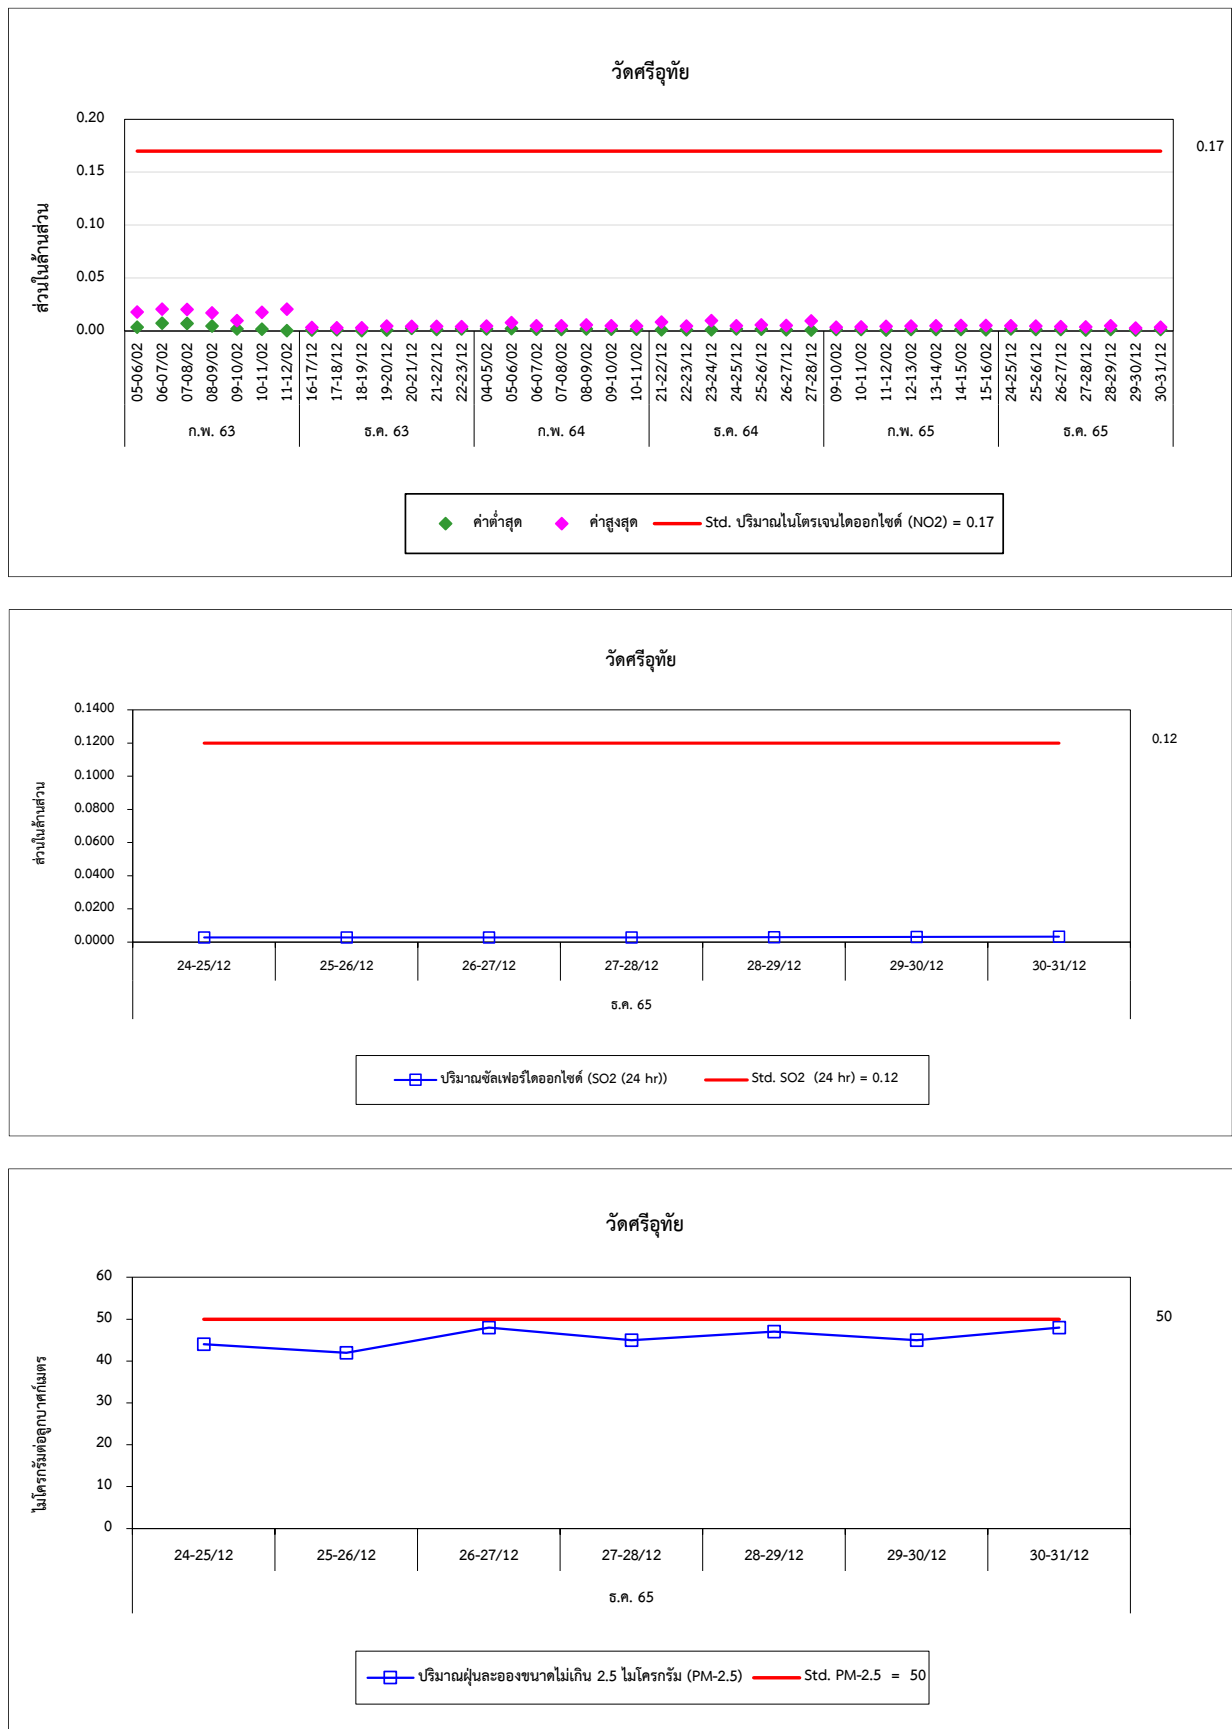 วัดศรีอุทัย
0.20
0.17
0.15
0.10
0.05
0.00
ส่วนในล้านส่วน
05-06/02 06-07/02 07-08/02 08-09/02 09-10/02 10-11/02 11-12/02 16-17/12 17-18/12 18-19/12 19-20/12 20-21/12 21-22/12 22-23/12 04-05/02 05-06/02 06-07/02 07-08/02 08-09/02 09-10/02 10-11/02 21-22/12 22-23/12 23-24/12 24-25/12 25-26/12 26-27/12 27-28/12 09-10/02 10-11/02 11-12/02 12-13/02 13-14/02 14-15/02 15-16/02 24-25/12 25-26/12 26-27/12 27-28/12 28-29/12 29-30/12 30-31/12
ก.พ. 63 ธ.ค. 63 ก.พ. 64 ธ.ค. 64 ก.พ. 65 ธ.ค. 65
ค่าต่ำสุด ค่าสูงสุด Std. ปริมาณไนโตรเจนไดออกไซด์ (NO2) = 0.17
วัดศรีอุทัย
0.1400
0.1200
0.12
0.1000
0.0800
0.0600
0.0400
0.0200
0.0000
ส่วนในล้านส่วน
24-25/12 25-26/12 26-27/12 27-28/12 28-29/12 29-30/12 30-31/12
ธ.ค. 65
ปริมาณซัลเฟอร์ไดออกไซด์ (SO2 (24 hr)) Std. SO2 (24 hr) = 0.12
วัดศรีอุทัย
60
50
50
40
30
20
10
0
ไมโครกรัมต่อลูกบาศก์เมตร
24-25/12 25-26/12 26-27/12 27-28/12 28-29/12 29-30/12 30-31/12
ธ.ค. 65
ปริมาณฝุ่นละอองขนาดไม่เกิน 2.5 ไมโครกรัม (PM-2.5) Std. PM-2.5 = 50